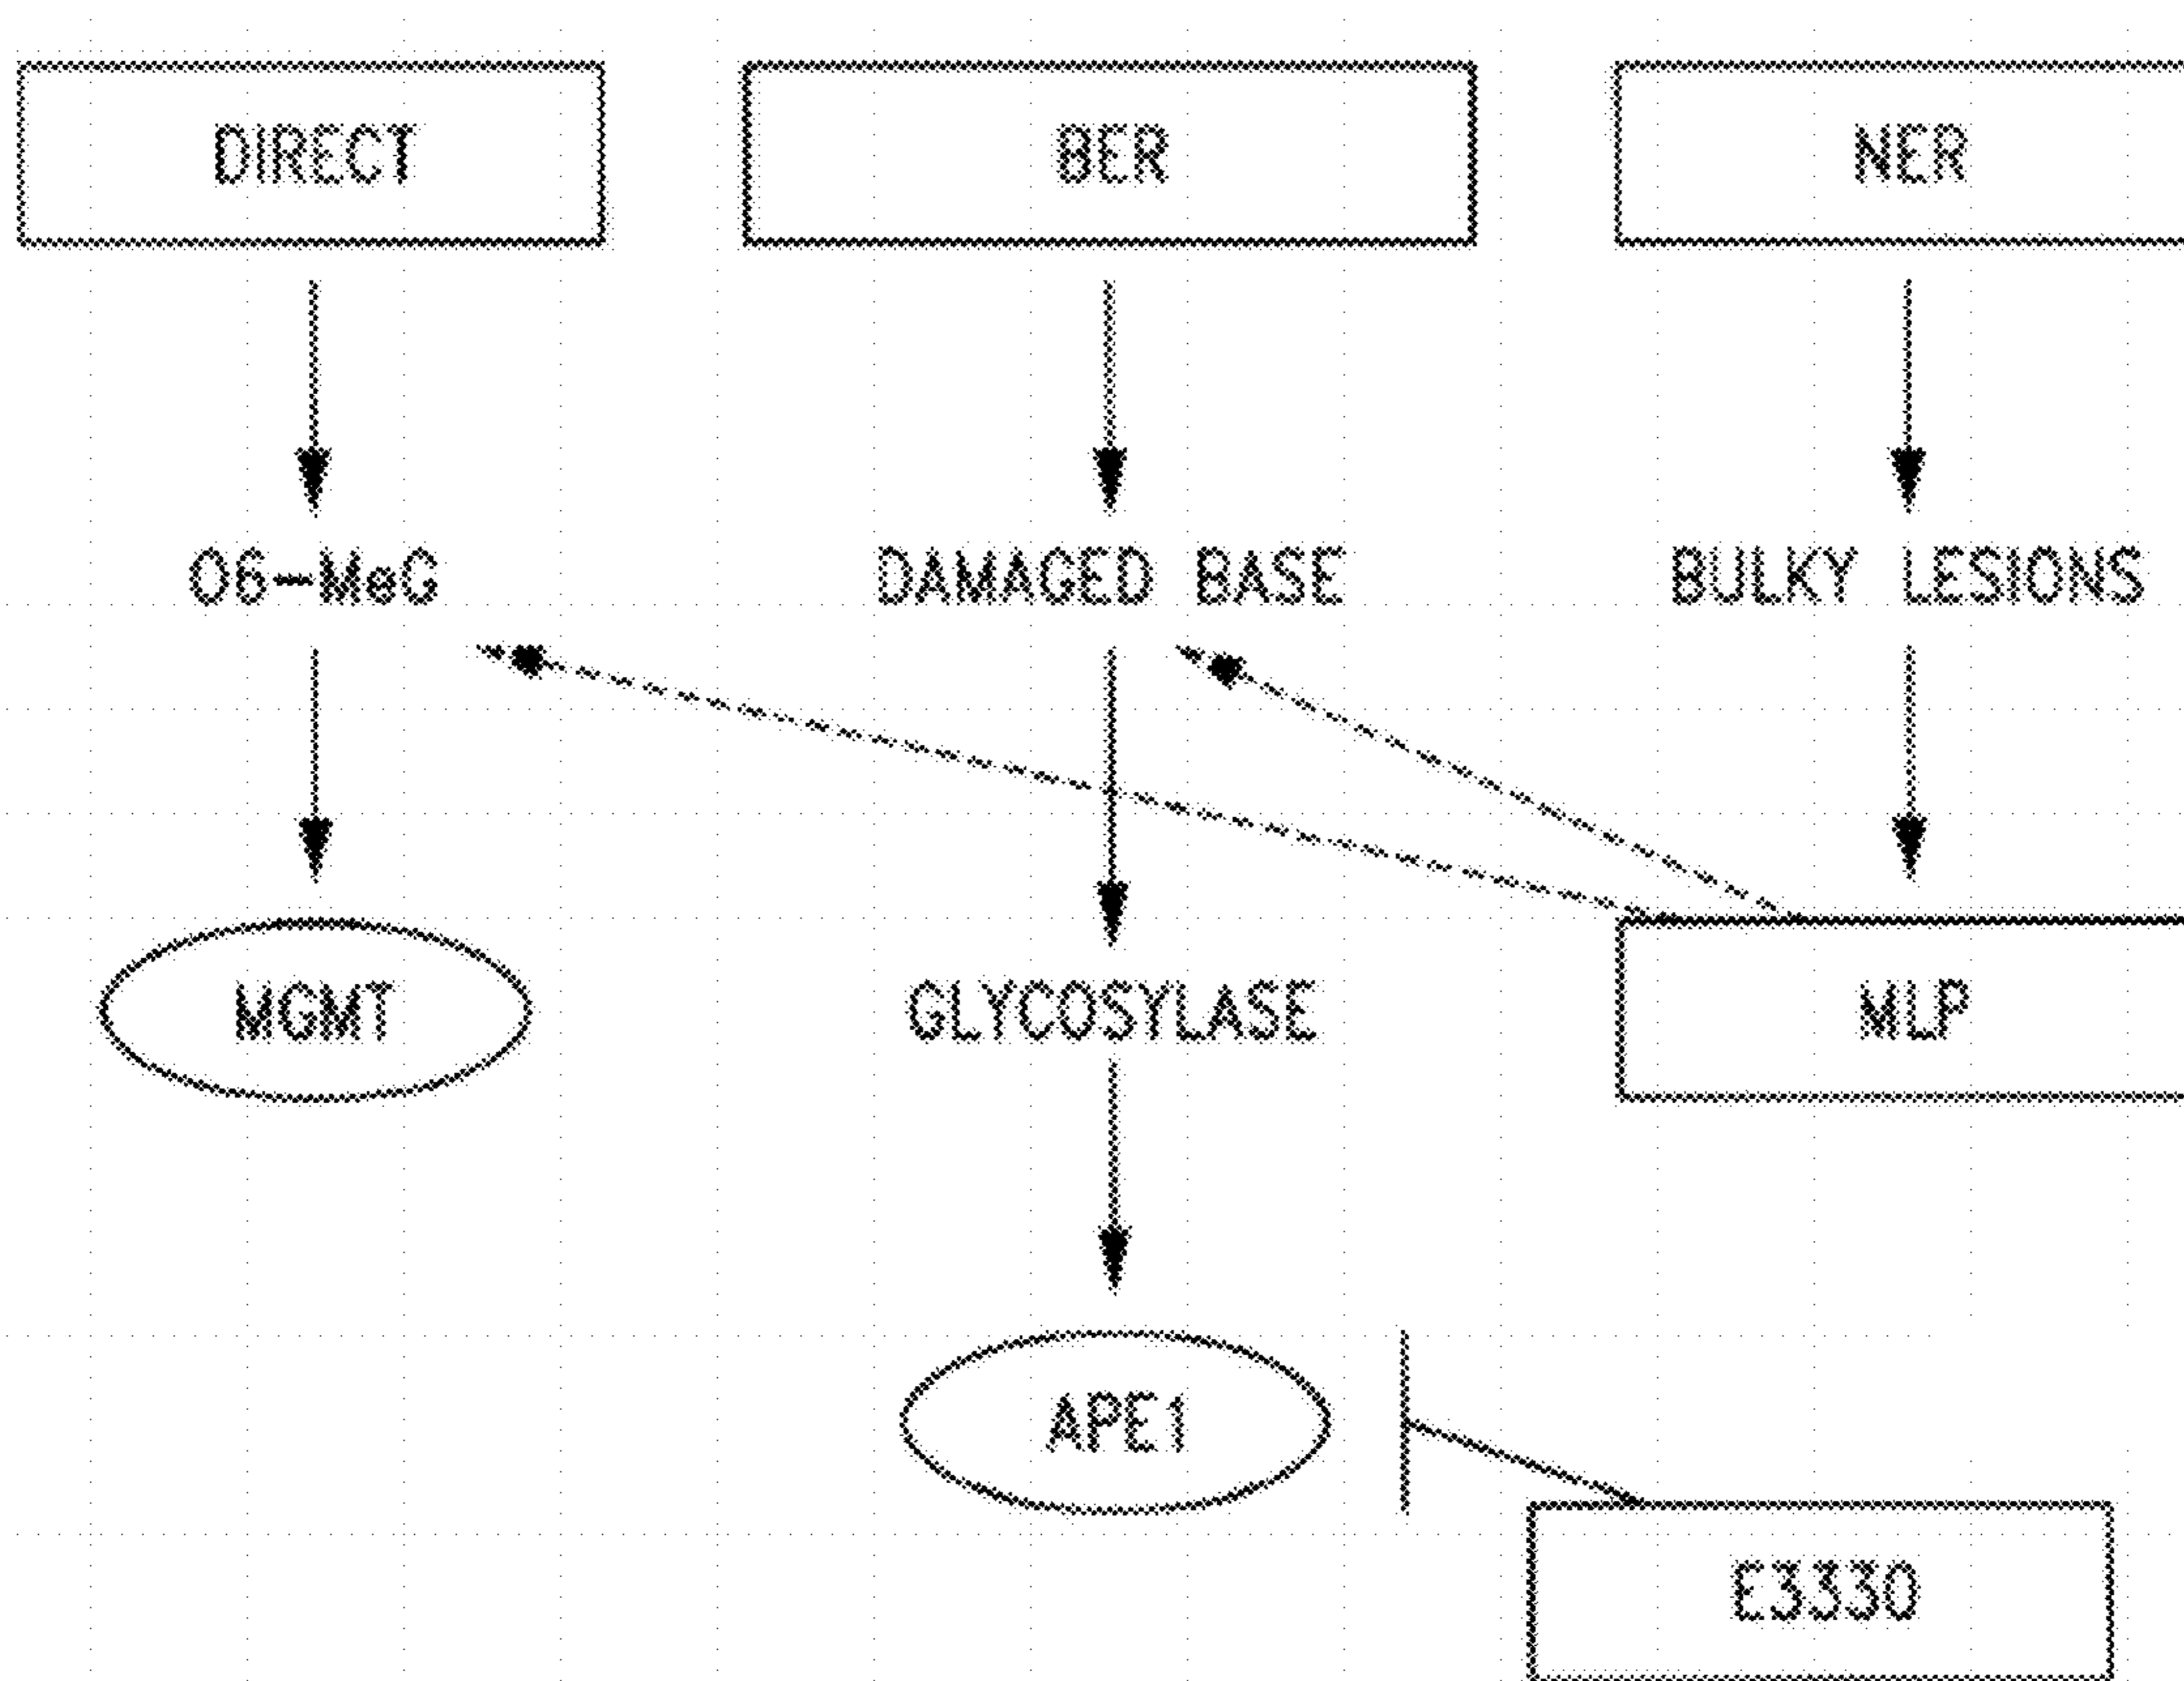 DIRECT
BER
NER
O6-MeG
DAMAGED BASE
BULKY LESIONS
MGMT
GLYCOSYLASE
MLP
APE1
E3330